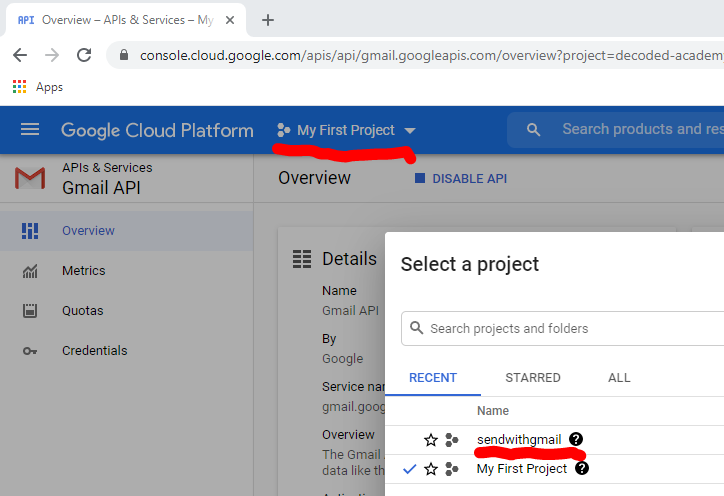 API Overview – APIs & Services – My
console.cloud.google.com/apis/api/gmail.googleapis.com/overview?project=decoded-academ
Apps
Google Cloud Platform My First Project Search products and res
APIs & Services
Gmail API
Overview DISABLE API
Overview
Metrics
Quotas
Credentials
Details
Name
Gmail API
By
Google
Service nar
gmail.goog
Overview
The Gmail
data like th
Select a project
Search projects and folders
RECENT STARRED ALL
Name
sendwithgmail
My First Project